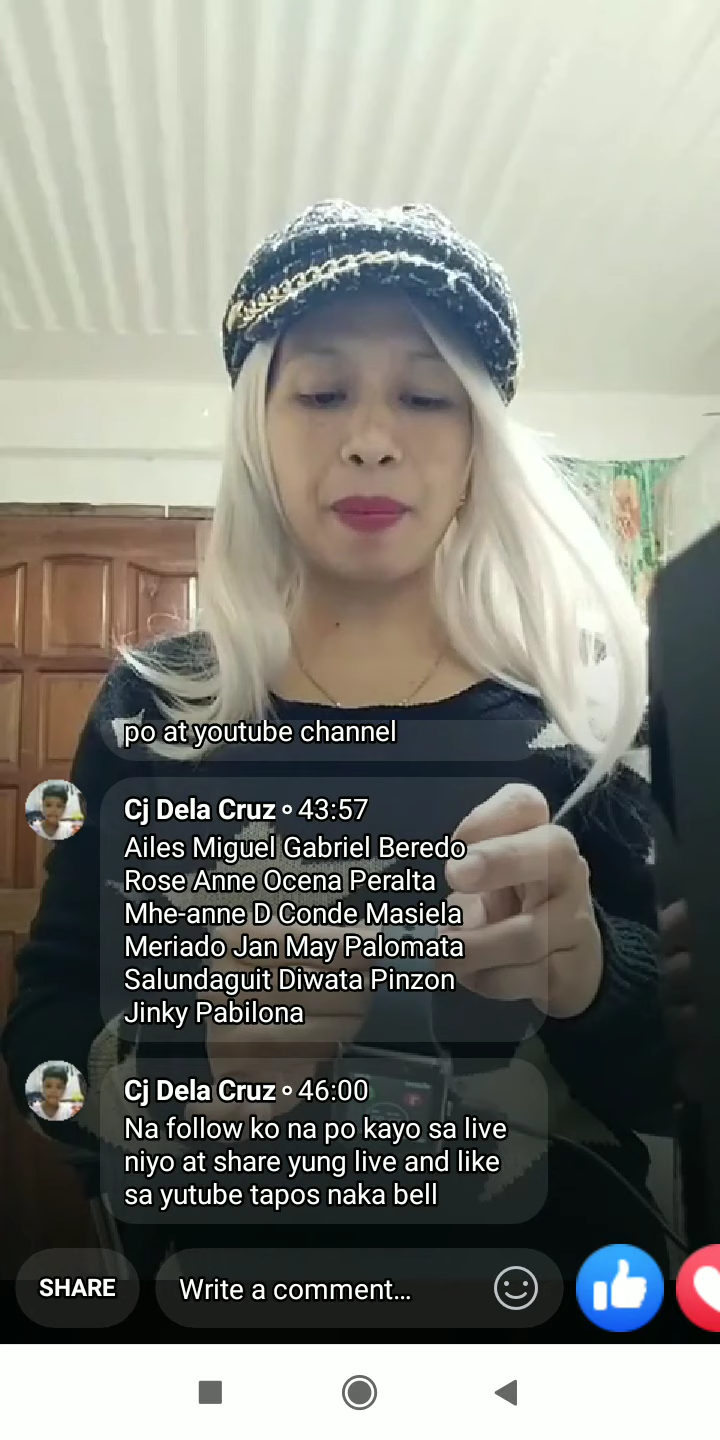 po at youtube channel
Cj Dela Cruz ∘ 43:57
Ailes Miguel Gabriel Beredo
Rose Anne Ocena Peralta
Mhe-anne D Conde Masiela
Meriado Jan May Palomata
Salundaguit Diwata Pinzon
Jinky Pabilona
Cj Dela Cruz ∘ 46:00
Na follow ko na po kayo sa live
niyo at share yung live and like
sa yutube tapos naka bell
SHARE
Write a comment...